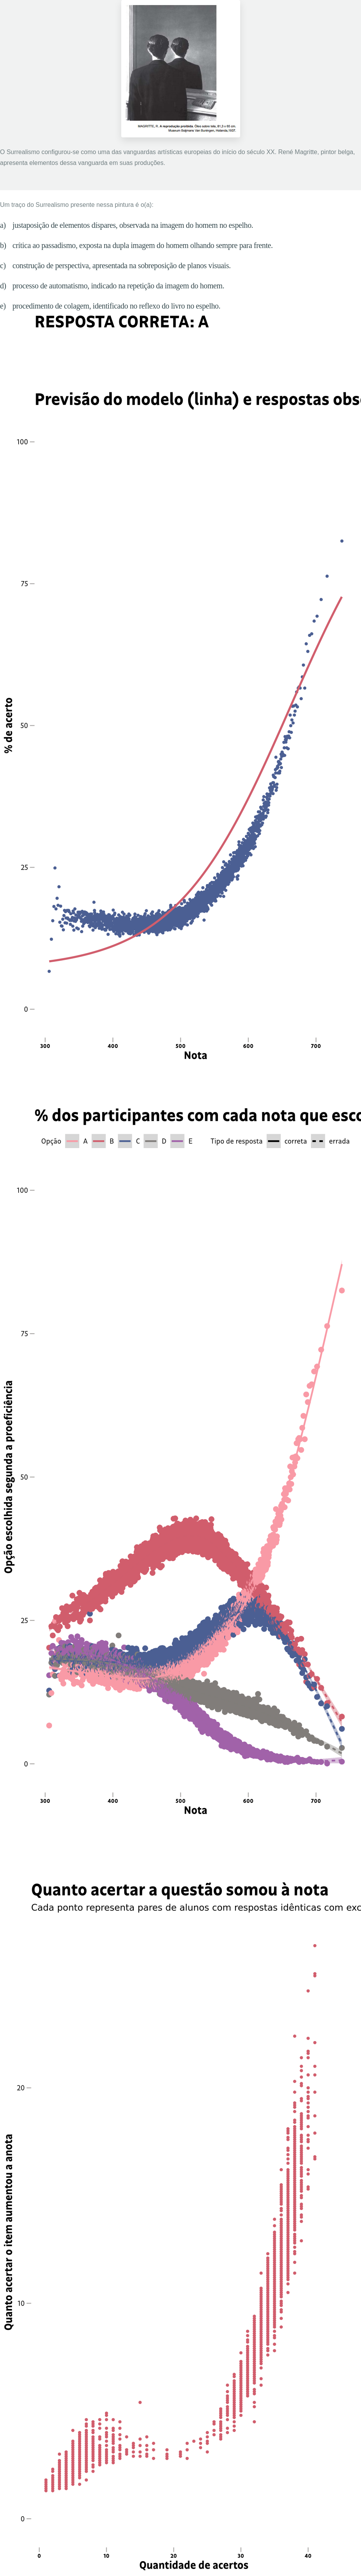 MAGRITTE, R. A reprodução proibida. Óleo sobre tela, 81,3 x 65 cm.
Museum Bojimans Van Buningen, Holanda,1937.
O Surrealismo configurou-se como uma das vanguardas artísticas europeias do início do século XX. René Magritte, pintor belga,
apresenta elementos dessa vanguarda em suas produções.
Um traço do Surrealismo presente nessa pintura é o(a):
a) justaposição de elementos díspares, observada na imagem do homem no espelho.
b) crítica ao passadismo, exposta na dupla imagem do homem olhando sempre para frente.
c) construção de perspectiva, apresentada na sobreposição de planos visuais.
d) processo de automatismo, indicado na repetição da imagem do homem.
e) procedimento de colagem, identificado no reflexo do livro no espelho.
RESPOSTA CORRETA: A
Previsão do modelo (linha) e respostas obs
100
75
50
25
0
% de acerto
300 400 500 600 700
Nota
% dos participantes com cada nota que esco
Opção A B C D E Tipo de resposta correta errada
100
75
50
25
0
Opção escolhida segunda a proeficiência
300 400 500 600 700
Nota
Quanto acertar a questão somou à nota
Cada ponto representa pares de alunos com respostas idênticas com exc
20
10
0
Quanto acertar o item aumentou a anota
0 10 20 30 40
Quantidade de acertos